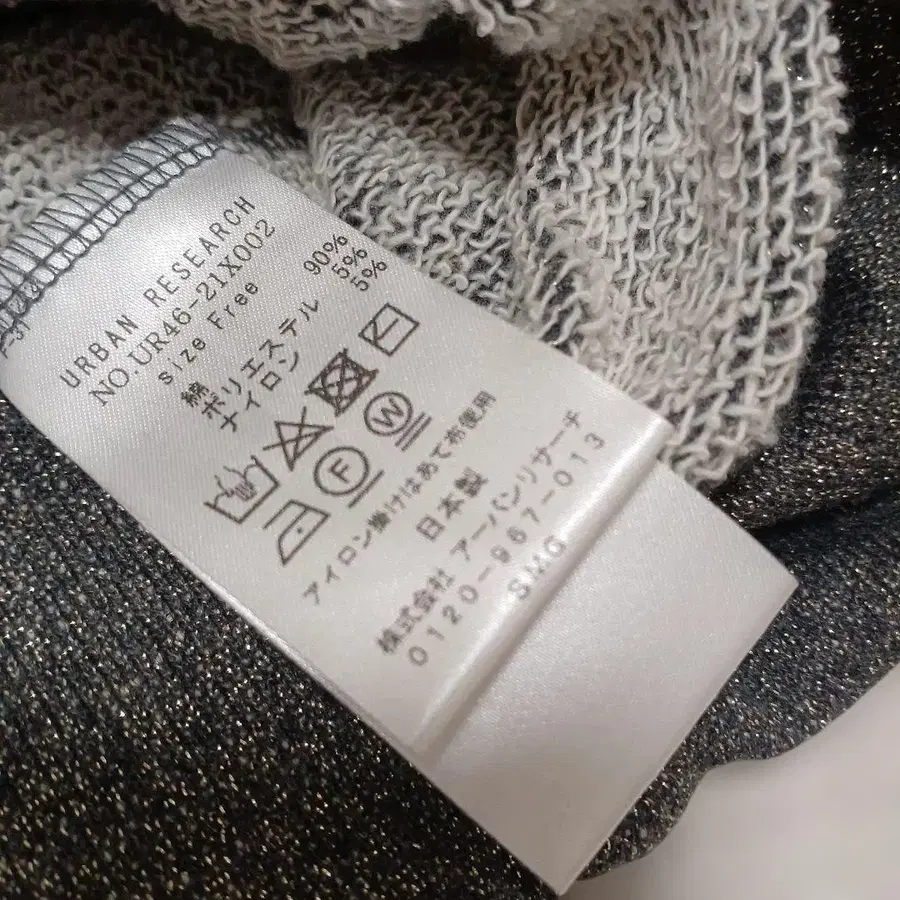 F-31
URBAN RESEARCH
NO.UR46-21X002
Size Free
綿 90%
ポリエステル 5%
ナイロン 5%
F W
アイロン掛けはあて布使用
日本製
株式会社 アーバンリサーチ
0120-967-013
SMG